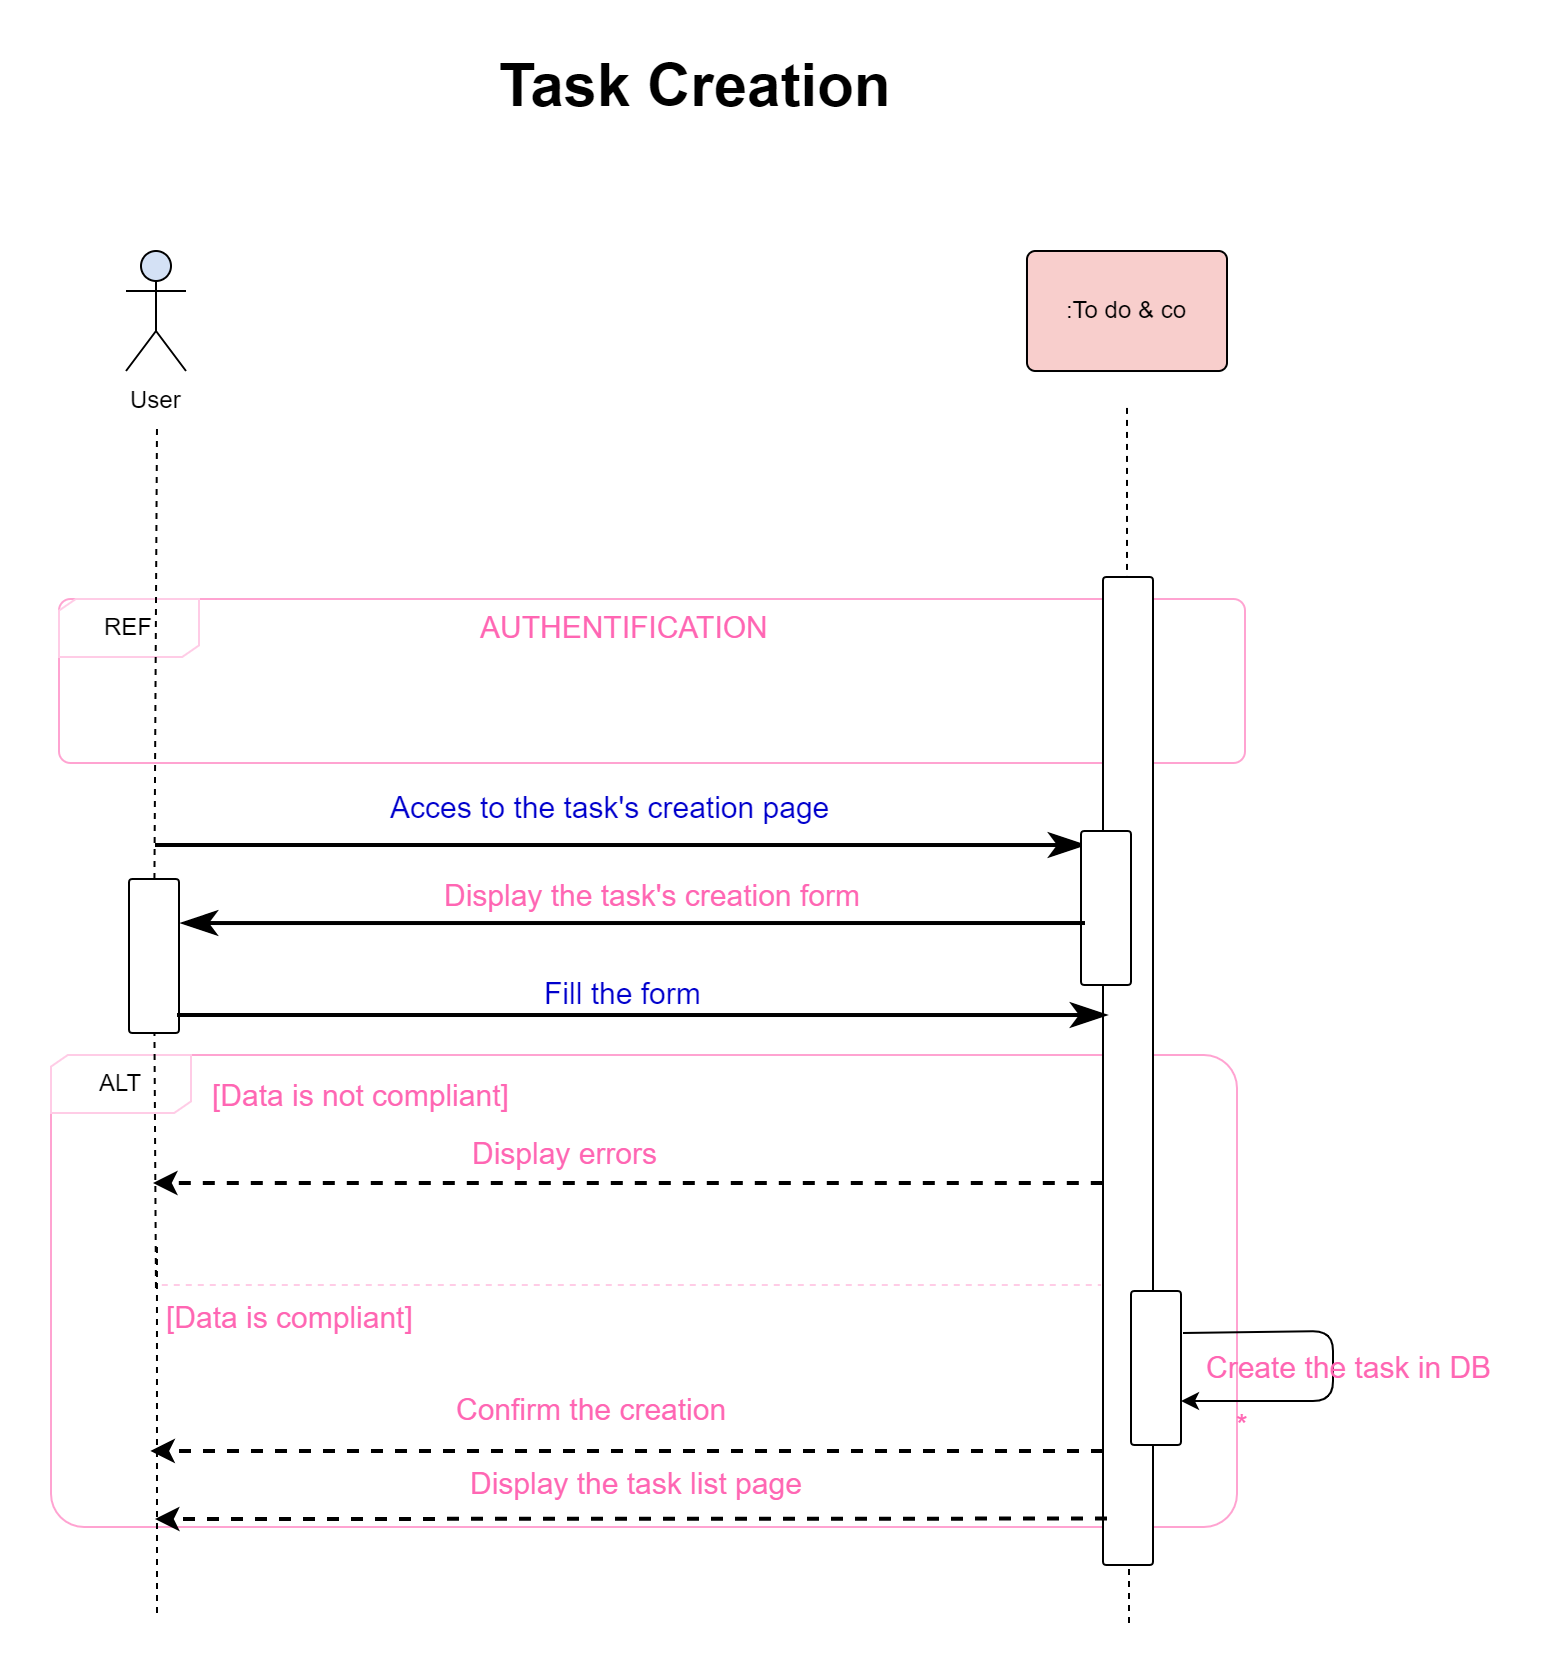 Task Creation
:To do & co
User
REF
AUTHENTIFICATION
Acces to the task's creation page
Display the task's creation form
Fill the form
ALT
[Data is not compliant]
Display errors
[Data is compliant]
Create the task in DB
Confirm the creation
*
Display the task list page